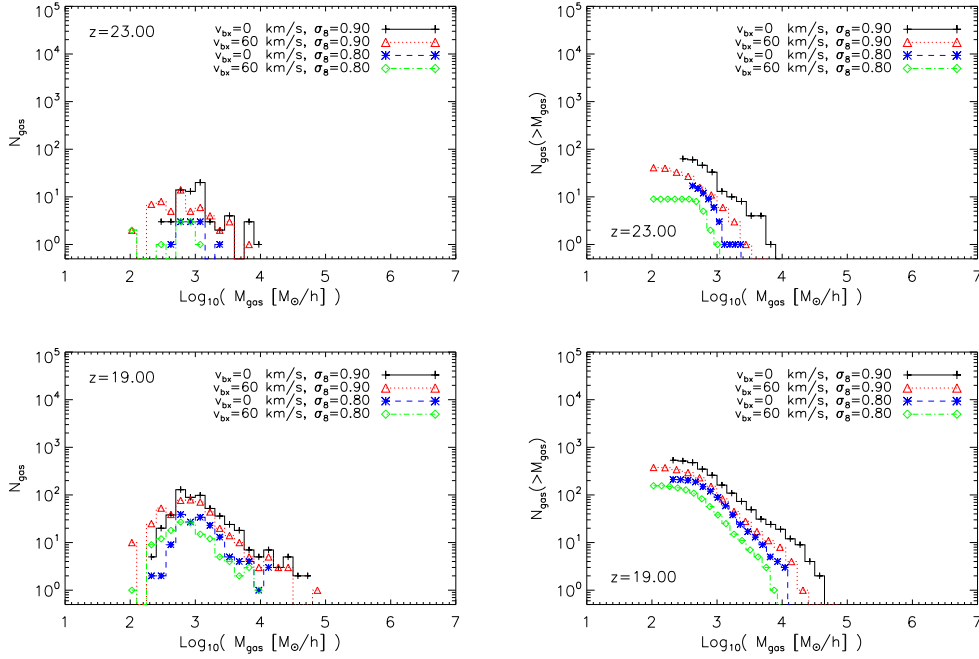 z=23.00
v_bx=0 km/s, σ_8=0.90
v_bx=60 km/s, σ_8=0.90
v_bx=0 km/s, σ_8=0.80
v_bx=60 km/s, σ_8=0.80
10^5
10^4
10^3
10^2
10^1
10^0
N_gas
1 2 3 4 5 6 7
Log_10( M_gas [M_⊙/h] )
v_bx=0 km/s, σ_8=0.90
v_bx=60 km/s, σ_8=0.90
v_bx=0 km/s, σ_8=0.80
v_bx=60 km/s, σ_8=0.80
10^5
10^4
10^3
10^2
10^1
10^0
N_gas(>M_gas)
z=23.00
1 2 3 4 5 6 7
Log_10( M_gas [M_⊙/h] )
z=19.00
v_bx=0 km/s, σ_8=0.90
v_bx=60 km/s, σ_8=0.90
v_bx=0 km/s, σ_8=0.80
v_bx=60 km/s, σ_8=0.80
10^5
10^4
10^3
10^2
10^1
10^0
N_gas
1 2 3 4 5 6 7
Log_10( M_gas [M_⊙/h] )
v_bx=0 km/s, σ_8=0.90
v_bx=60 km/s, σ_8=0.90
v_bx=0 km/s, σ_8=0.80
v_bx=60 km/s, σ_8=0.80
10^5
10^4
10^3
10^2
10^1
10^0
N_gas(>M_gas)
z=19.00
1 2 3 4 5 6 7
Log_10( M_gas [M_⊙/h] )